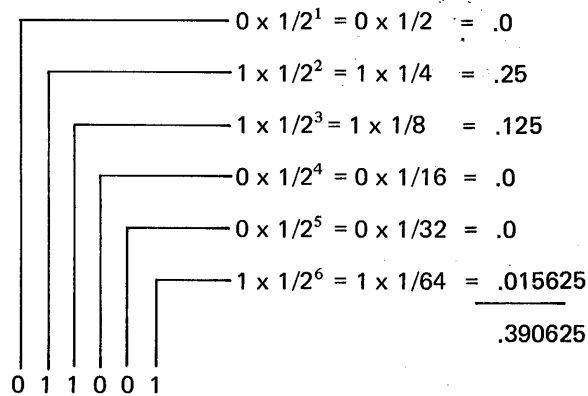 0 x 1/2¹ = 0 x 1/2 = .0
1 x 1/2² = 1 x 1/4 = .25
1 x 1/2³ = 1 x 1/8 = .125
0 x 1/2⁴ = 0 x 1/16 = .0
0 x 1/2⁵ = 0 x 1/32 = .0
1 x 1/2⁶ = 1 x 1/64 = .015625
.390625
0 1 1 0 0 1